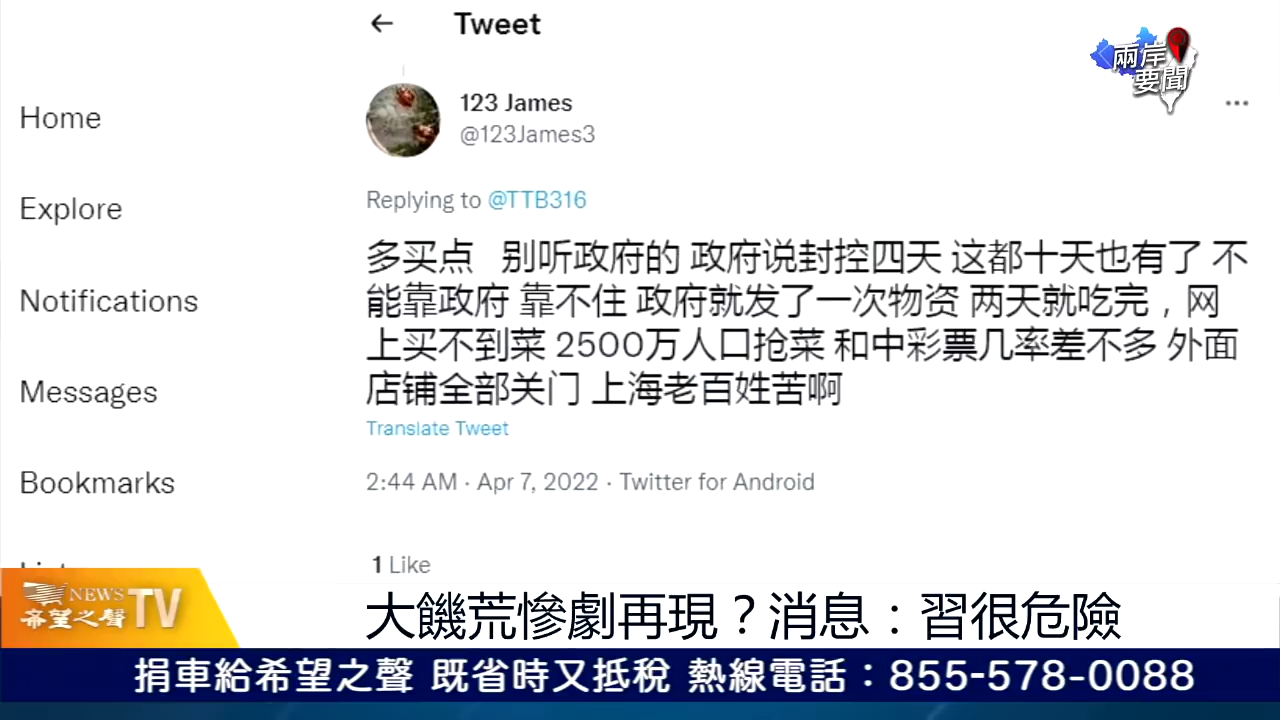 Tweet
兩岸
要聞
123 James
@123James3
Home
Explore
Notifications
Messages
Bookmarks
Replying to @TTB316
多买点 别听政府的 政府说封控四天 这都十天也有了 不
能靠政府 靠不住 政府就发了一次物资 两天就吃完，网
上买不到菜 2500万人口抢菜 和中彩票几率差不多 外面
店铺全部关门 上海老百姓苦啊
Translate Tweet
2:44 AM · Apr 7, 2022 · Twitter for Android
1 Like
NEWS TV
希望之聲
大饑荒慘劇再現？消息：習很危險
捐車給希望之聲 既省時又抵稅 熱線電話：855-578-0088